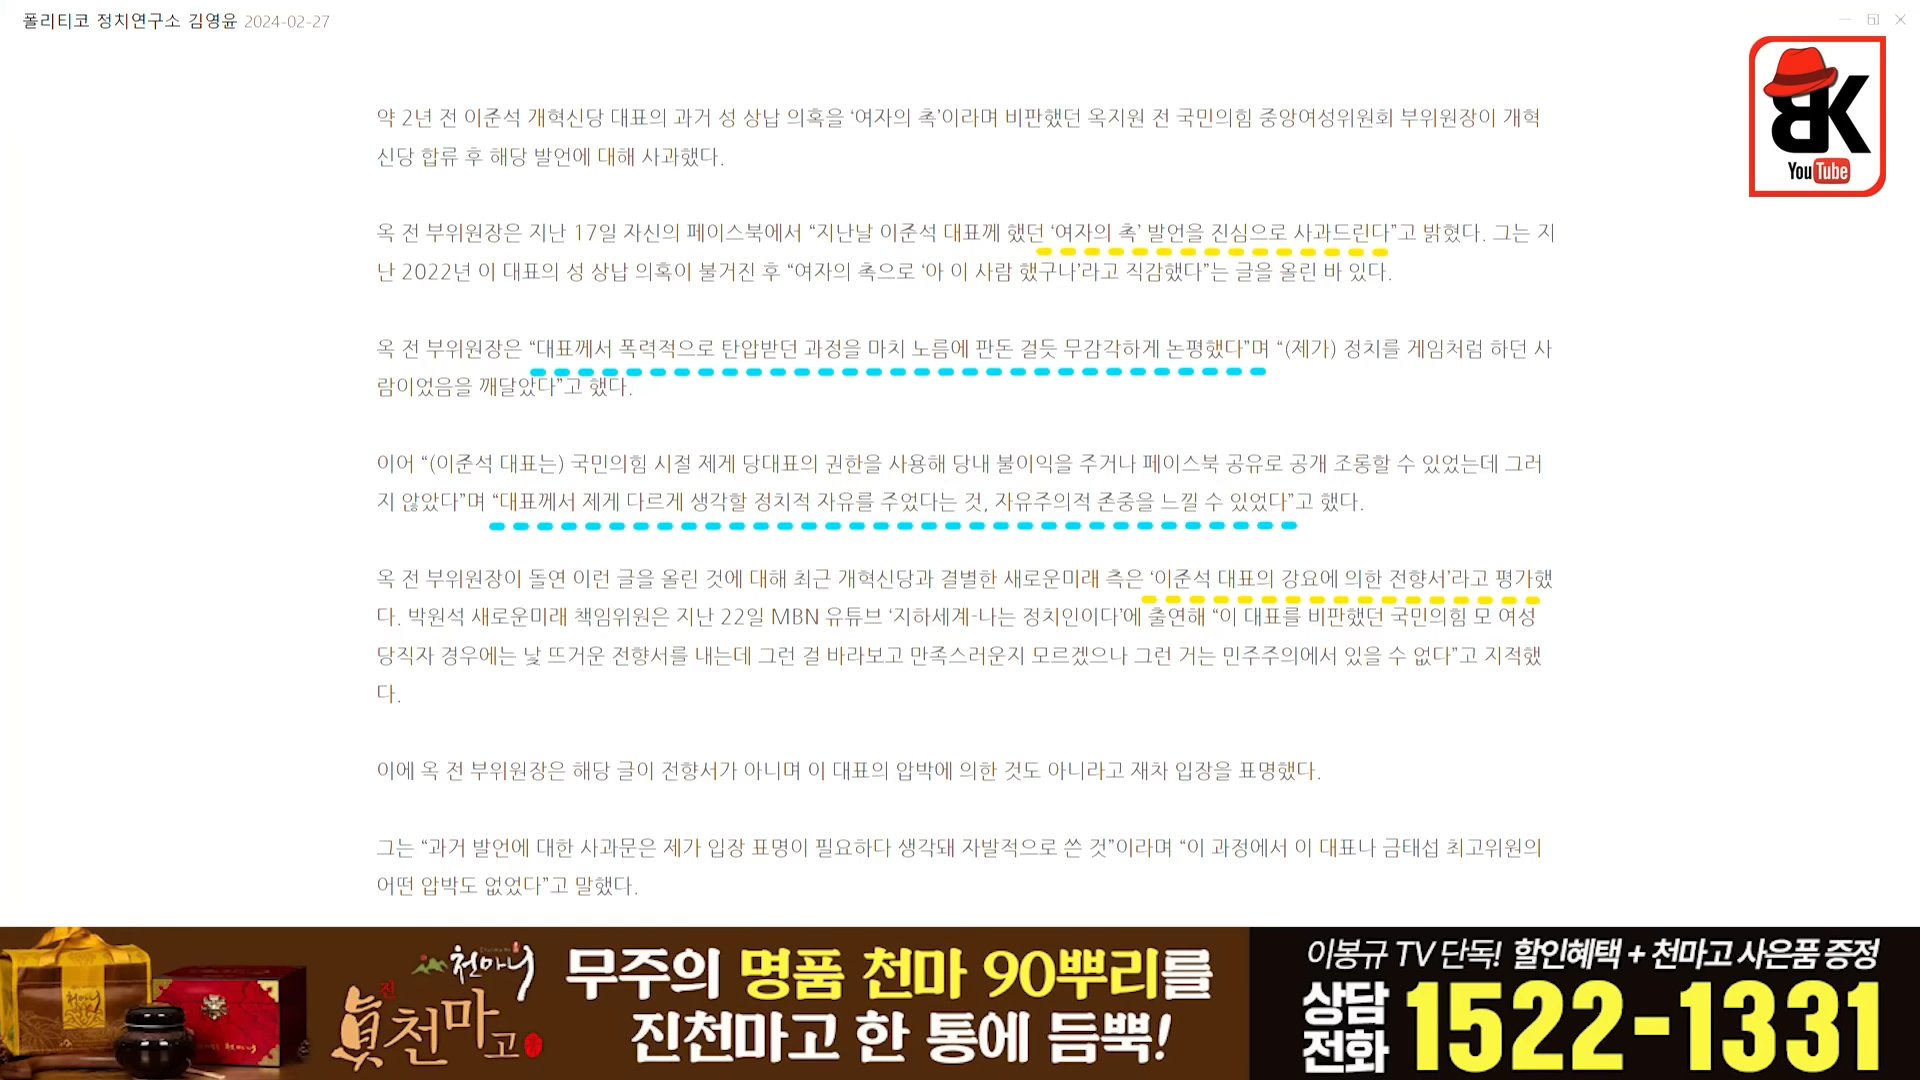 폴리티코 정치연구소 김영윤 2024-02-27
BK
YouTube
약 2년 전 이준석 개혁신당 대표의 과거 성 상납 의혹을 ‘여자의 촉’이라며 비판했던 옥지원 전 국민의힘 중앙여성위원회 부위원장이 개혁
신당 합류 후 해당 발언에 대해 사과했다.
옥 전 부위원장은 지난 17일 자신의 페이스북에서 “지난날 이준석 대표께 했던 ‘여자의 촉’ 발언을 진심으로 사과드린다”고 밝혔다. 그는 지
난 2022년 이 대표의 성 상납 의혹이 불거진 후 “여자의 촉으로 ‘아 이 사람 했구나’라고 직감했다”는 글을 올린 바 있다.
옥 전 부위원장은 “대표께서 폭력적으로 탄압받던 과정을 마치 노름에 판돈 걸듯 무감각하게 논평했다”며 “(제가) 정치를 게임처럼 하던 사
람이었음을 깨달았다”고 했다.
이어 “(이준석 대표는) 국민의힘 시절 제게 당대표의 권한을 사용해 당내 불이익을 주거나 페이스북 공유로 공개 조롱할 수 있었는데 그러
지 않았다”며 “대표께서 제게 다르게 생각할 정치적 자유를 주었다는 것, 자유주의적 존중을 느낄 수 있었다”고 했다.
옥 전 부위원장이 돌연 이런 글을 올린 것에 대해 최근 개혁신당과 결별한 새로운미래 측은 ‘이준석 대표의 강요에 의한 전향서’라고 평가했
다. 박원석 새로운미래 책임위원은 지난 22일 MBN 유튜브 ‘지하세계-나는 정치인이다’에 출연해 “이 대표를 비판했던 국민의힘 모 여성
당직자 경우에는 낯 뜨거운 전향서를 내는데 그런 걸 바라보고 만족스러운지 모르겠으나 그런 거는 민주주의에서 있을 수 없다”고 지적했
다.
이에 옥 전 부위원장은 해당 글이 전향서가 아니며 이 대표의 압박에 의한 것도 아니라고 재차 입장을 표명했다.
그는 “과거 발언에 대한 사과문은 제가 입장 표명이 필요하다 생각돼 자발적으로 쓴 것”이라며 “이 과정에서 이 대표나 금태섭 최고위원의
어떤 압박도 없었다”고 말했다.
천마니
진
眞천마고
무주의 명품 천마 90뿌리를
진천마고 한 통에 듬뿍!
이봉규 TV 단독! 할인혜택 + 천마고 사은품 증정
상담
전화 1522-1331